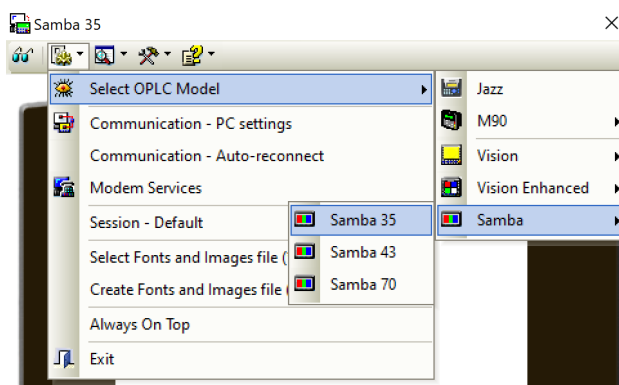 Samba 35
Select OPLC Model
Communication - PC settings
Communication - Auto-reconnect
Modem Services
Session - Default
Select Fonts and Images file (
Create Fonts and Images file
Always On Top
Exit
Jazz
M90
Vision
Vision Enhanced
Samba
Samba 35
Samba 43
Samba 70